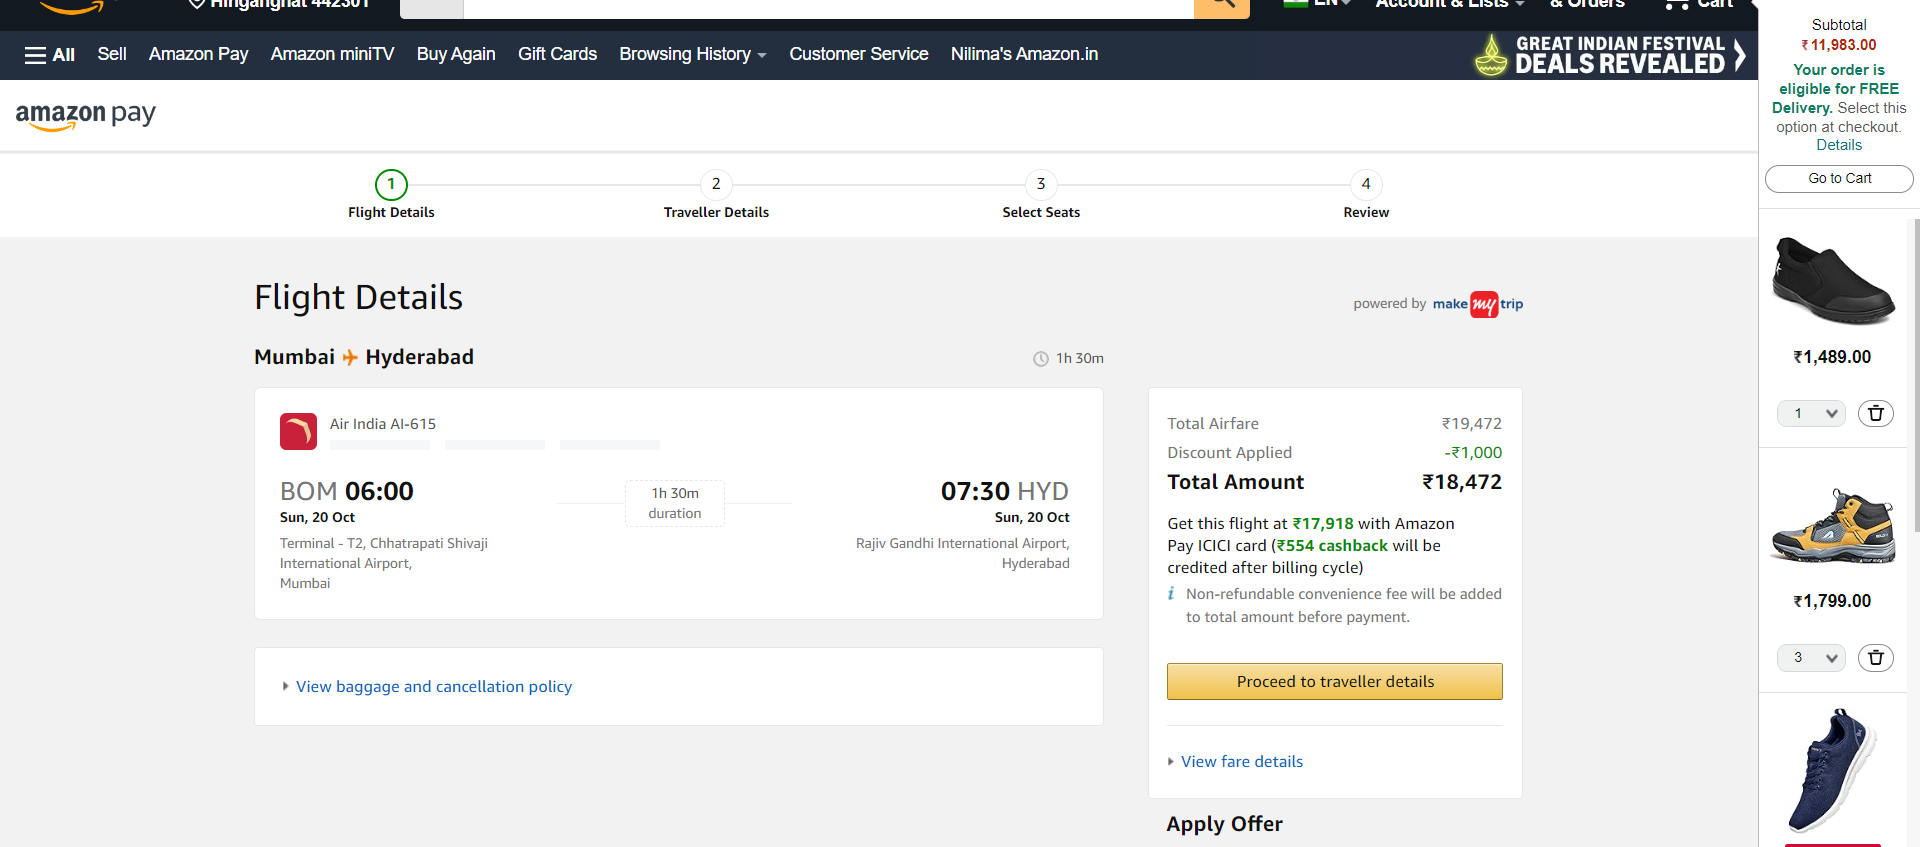 Hinganghat 442301
EN
Account & Lists
& Orders
Cart
All
Sell
Amazon Pay
Amazon miniTV
Buy Again
Gift Cards
Browsing History
Customer Service
Nilima's Amazon.in
GREAT INDIAN FESTIVAL
DEALS REVEALED
amazon pay
1
2
3
4
Flight Details
Traveller Details
Select Seats
Review
Flight Details
powered by make my trip
Mumbai Hyderabad
1h 30m
Air India AI-615
BOM 06:00
Sun, 20 Oct
Terminal - T2, Chhatrapati Shivaji
International Airport,
Mumbai
1h 30m
duration
07:30 HYD
Sun, 20 Oct
Rajiv Gandhi International Airport,
Hyderabad
View baggage and cancellation policy
Total Airfare ₹19,472
Discount Applied -₹1,000
Total Amount ₹18,472
Get this flight at ₹17,918 with Amazon
Pay ICICI card (₹554 cashback will be
credited after billing cycle)
i Non-refundable convenience fee will be added
to total amount before payment.
Proceed to traveller details
View fare details
Apply Offer
Subtotal
₹11,983.00
Your order is
eligible for FREE
Delivery. Select this
option at checkout.
Details
Go to Cart
₹1,489.00
1
₹1,799.00
3